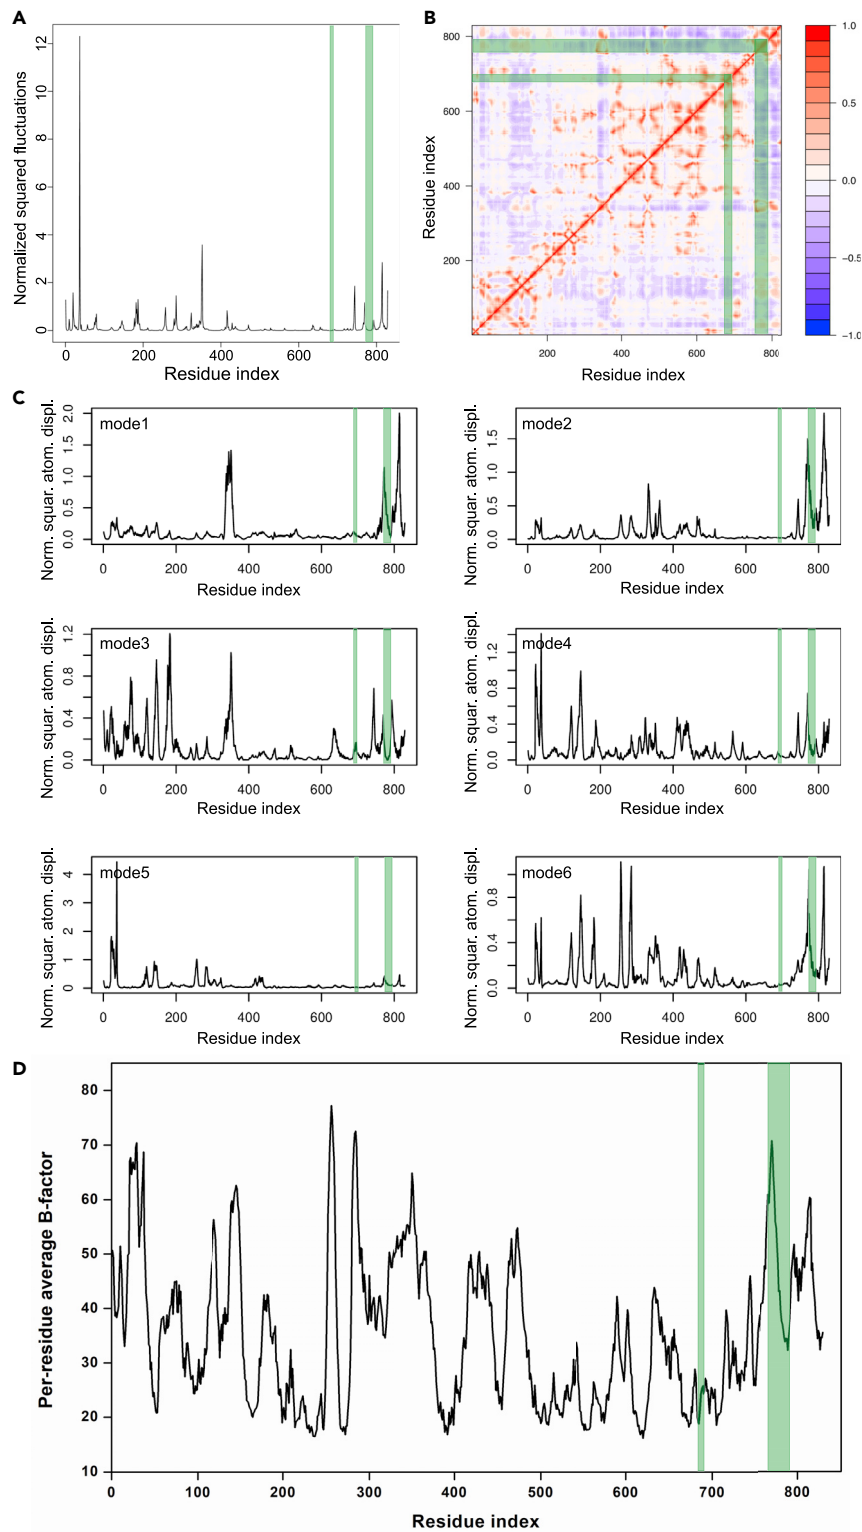 A
Normalized squared fluctuations
12
10
8
6
4
2
0
0 200 400 600 800
Residue index
B
Residue index
800
600
400
200
200 400 600 800
Residue index
1.0
0.5
0.0
−0.5
−1.0
C
Norm. squar. atom. displ.
mode1
2.0
1.5
1.0
0.5
0.0
0 200 400 600 800
Residue index
Norm. squar. atom. displ.
mode2
1.5
1.0
0.5
0.0
0 200 400 600 800
Residue index
Norm. squar. atom. displ.
mode3
1.2
0.8
0.4
0.0
0 200 400 600 800
Residue index
Norm. squar. atom. displ.
mode4
1.2
0.8
0.4
0.0
0 200 400 600 800
Residue index
Norm. squar. atom. displ.
mode5
4
3
2
1
0
0 200 400 600 800
Residue index
Norm. squar. atom. displ.
mode6
0.8
0.4
0.0
0 200 400 600 800
Residue index
D
Per-residue average B-factor
80
70
60
50
40
30
20
10
0 100 200 300 400 500 600 700 800
Residue index